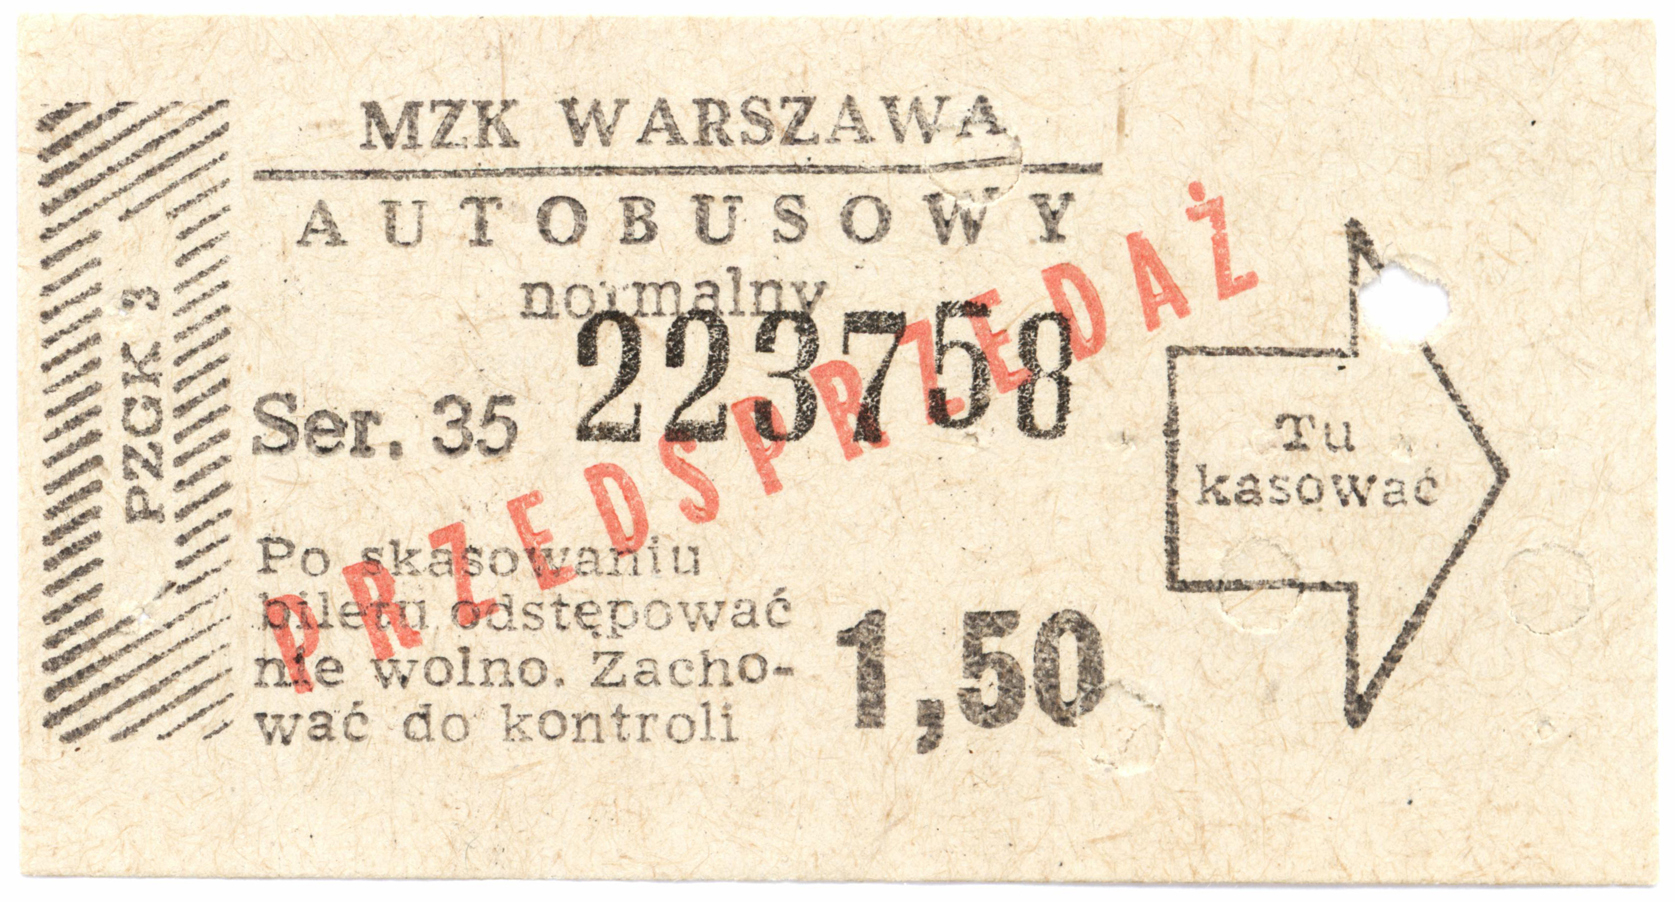 MZK WARSZAWA
AUTOBUSOWY
normalny
223758
Ser. 35
PRZEDSPRZEDAŻ
Po skasowaniu
biletu odstępować
nie wolno. Zacho-
wać do kontroli
1,50
Tu
kasować
PZGK 3